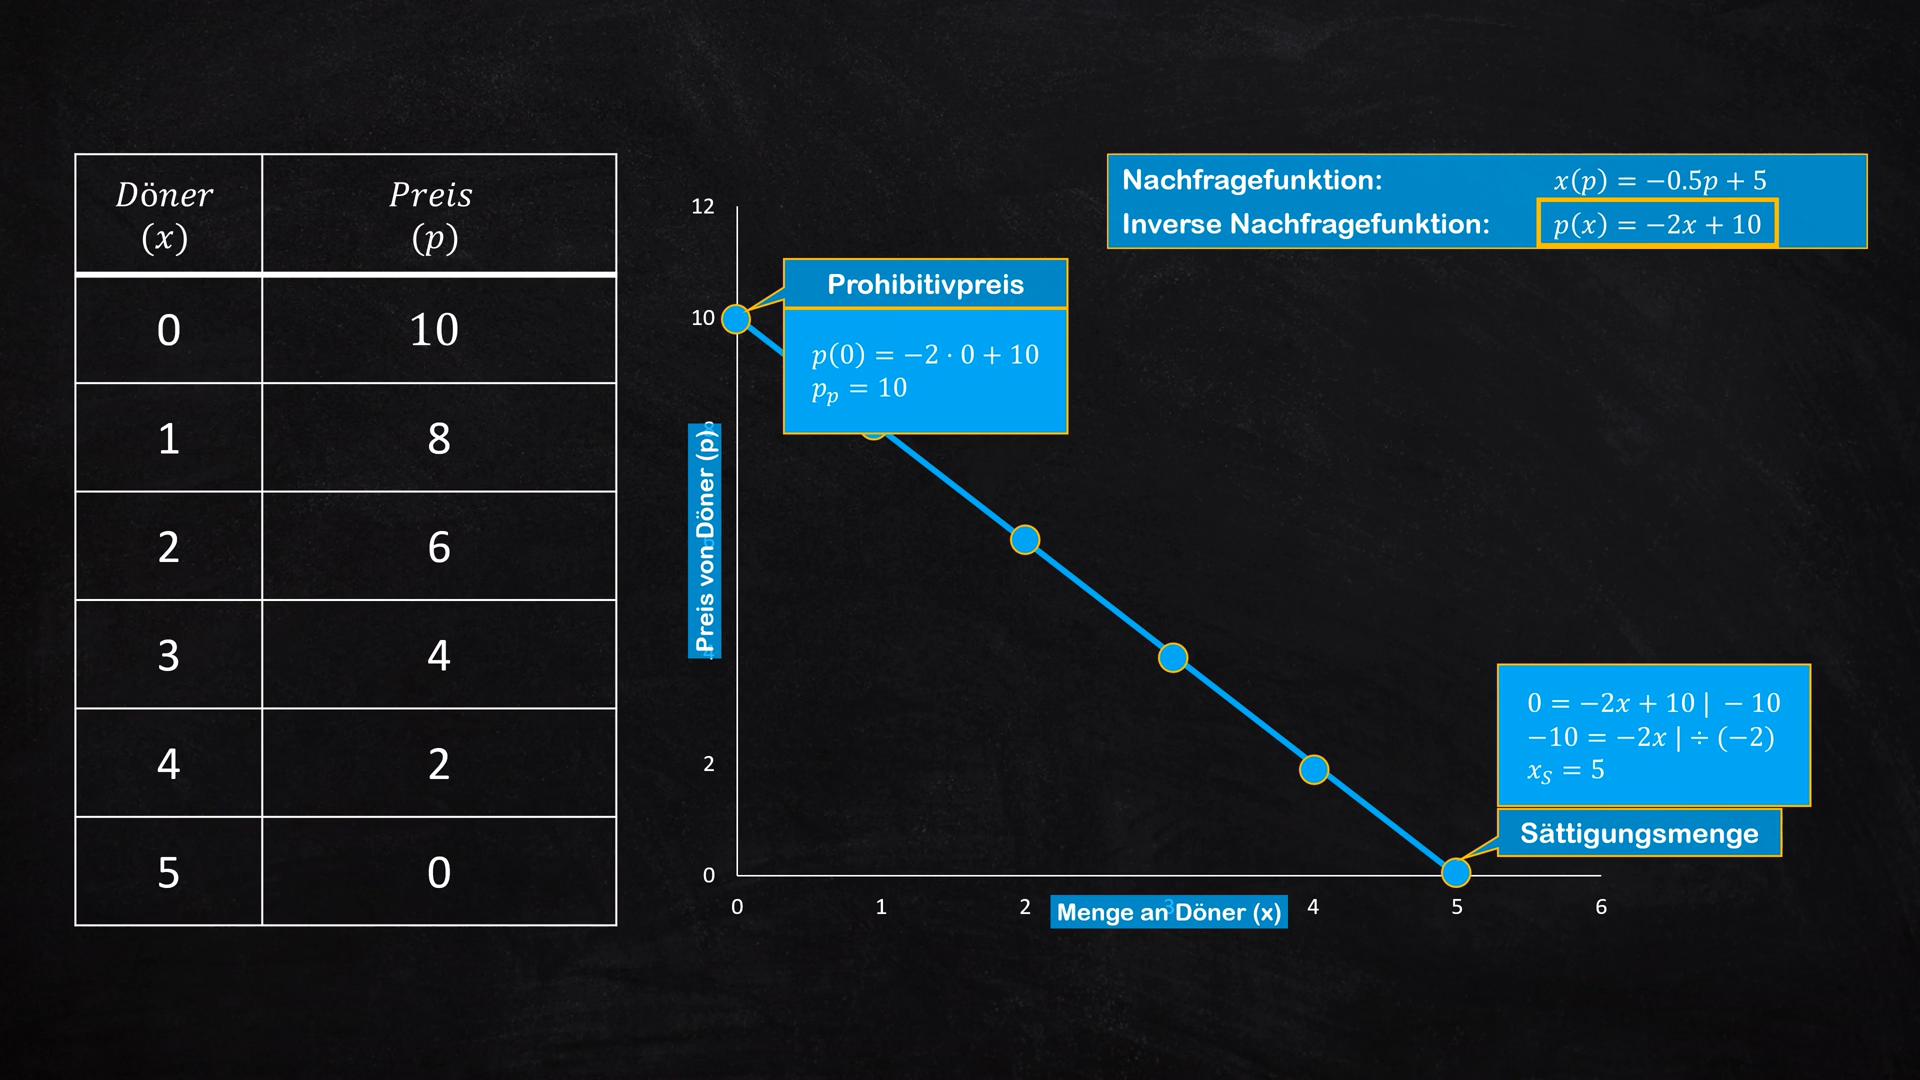 Döner Preis
(x) (p)
0 10
1 8
2 6
3 4
4 2
5 0
Nachfragefunktion: x(p) = −0.5p + 5
Inverse Nachfragefunktion: p(x) = −2x + 10
12
10
2
0
Preis von Döner (p)
Prohibitivpreis
p(0) = −2 · 0 + 10
pₚ = 10
0 = −2x + 10 | − 10
−10 = −2x | ÷ (−2)
x_S = 5
Sättigungsmenge
0 1 2 3 4 5 6
Menge an Döner (x)